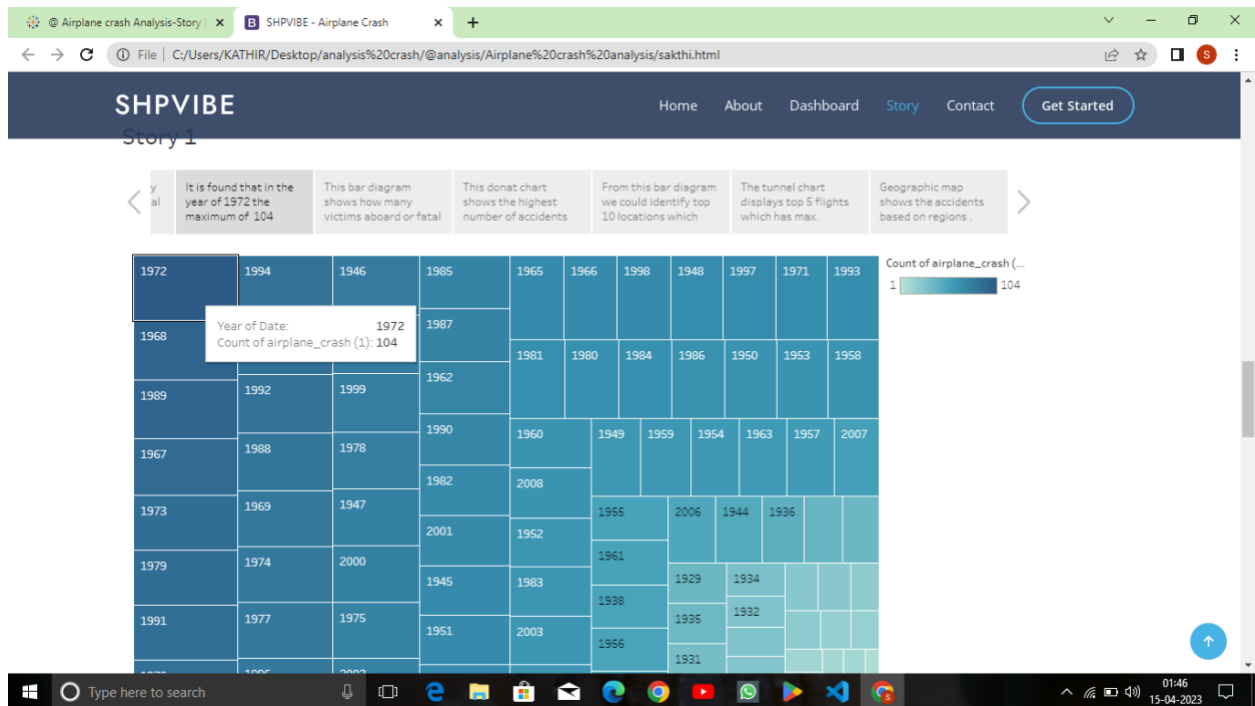 @ Airplane crash Analysis-Story |
SHPVIBE - Airplane Crash
File | C:/Users/KATHIR/Desktop/analysis%20crash/@analysis/Airplane%20crash%20analysis/sakthi.html
S
SHPVIBE
Home About Dashboard Story Contact Get Started
Story 1
y
al
It is found that in the
year of 1972 the
maximum of 104
This bar diagram
shows how many
victims aboard or fatal
This donat chart
shows the highest
number of accidents
From this bar diagram
we could identify top
10 locations which
The tunnel chart
displays top 5 flights
which has max.
Geographic map
shows the accidents
based on regions .
Count of airplane_crash (...
1 104
Year of Date: 1972
Count of airplane_crash (1): 104
1972 1994 1946 1985 1965 1966 1998 1948 1997 1971 1993
1968 1987
1981 1980 1984 1986 1950 1953 1958
1989 1992 1999 1962
1967 1988 1978 1990 1960 1949 1959 1954 1963 1957 2007
1982 2008
1973 1969 1947 1955 2006 1944 1936
2001 1952
1979 1974 2000 1961
1945 1983 1929 1934
1938
1991 1977 1975 1935 1932
1951 2003 1956
1931
Type here to search
01:46
15-04-2023